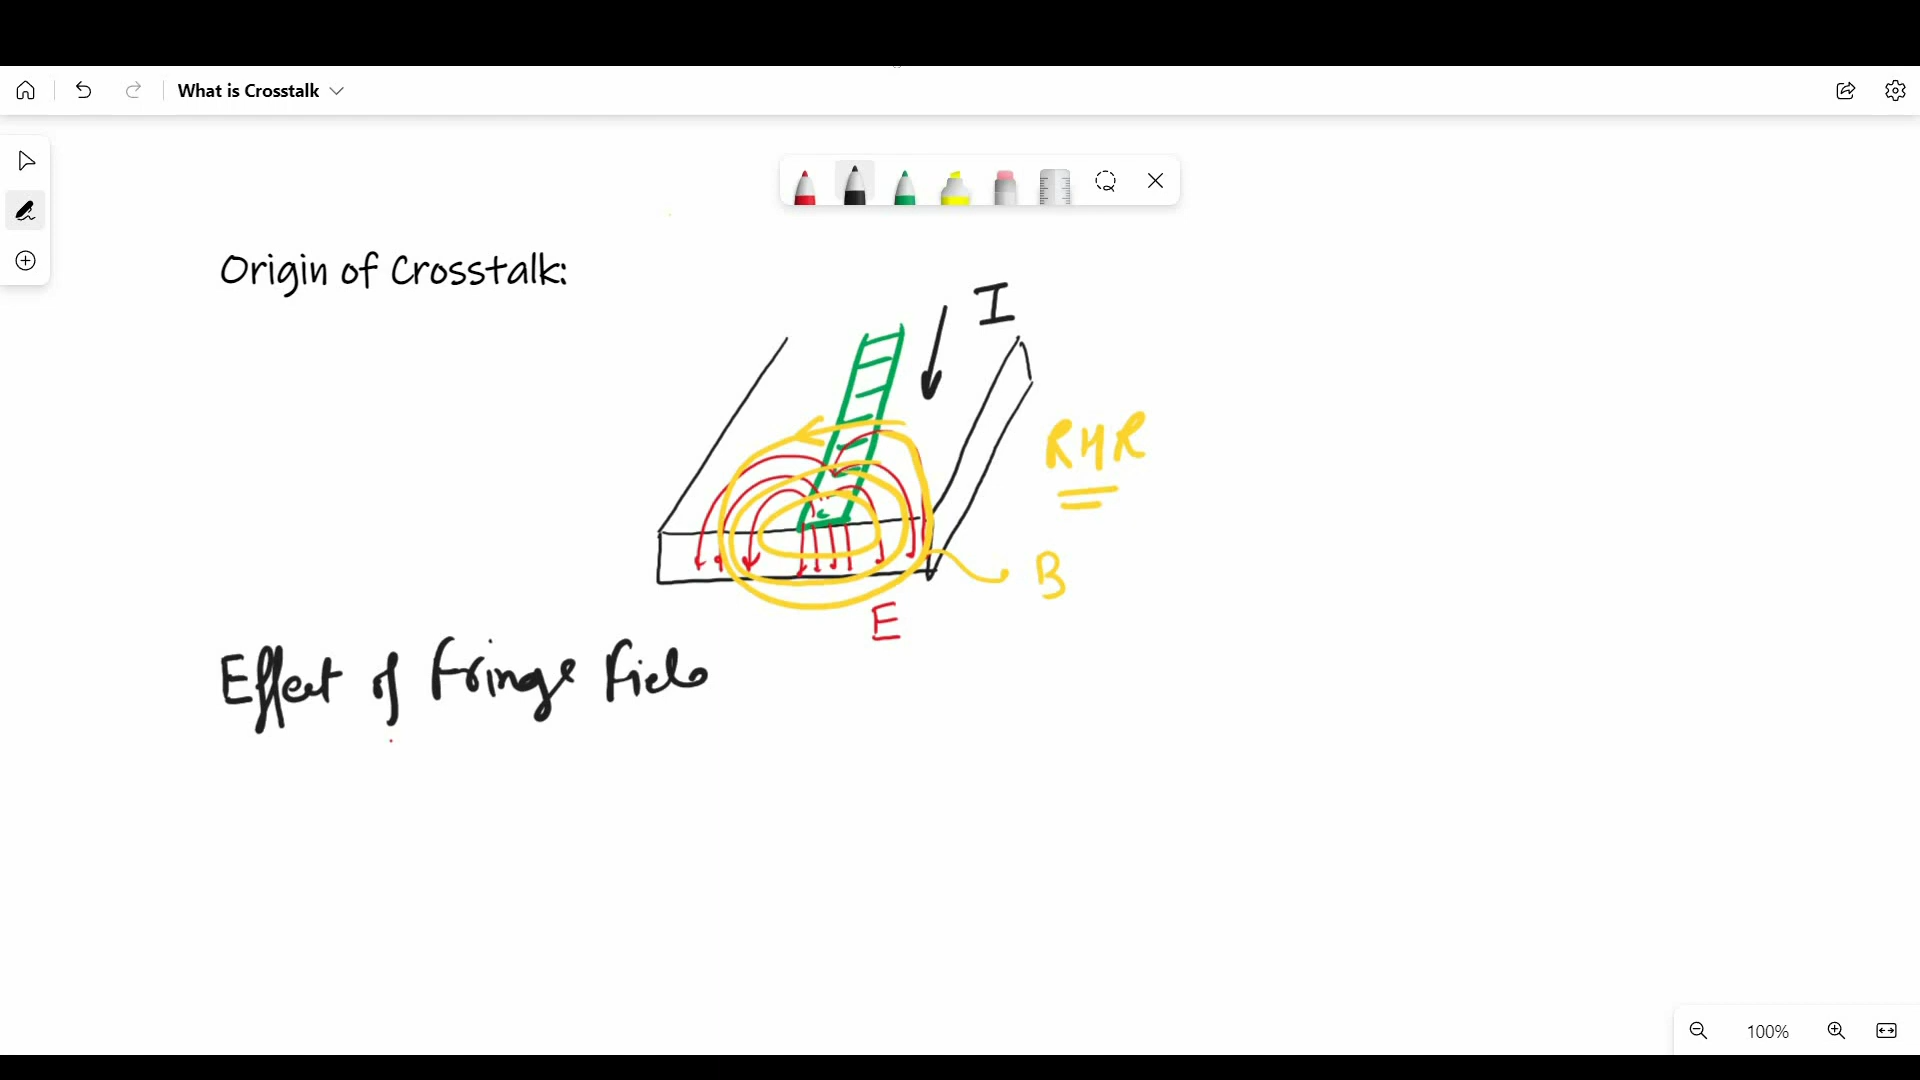 What is Crosstalk
Origin of Crosstalk:
I
RHR
B
E
Effect of Fringe Field
100%